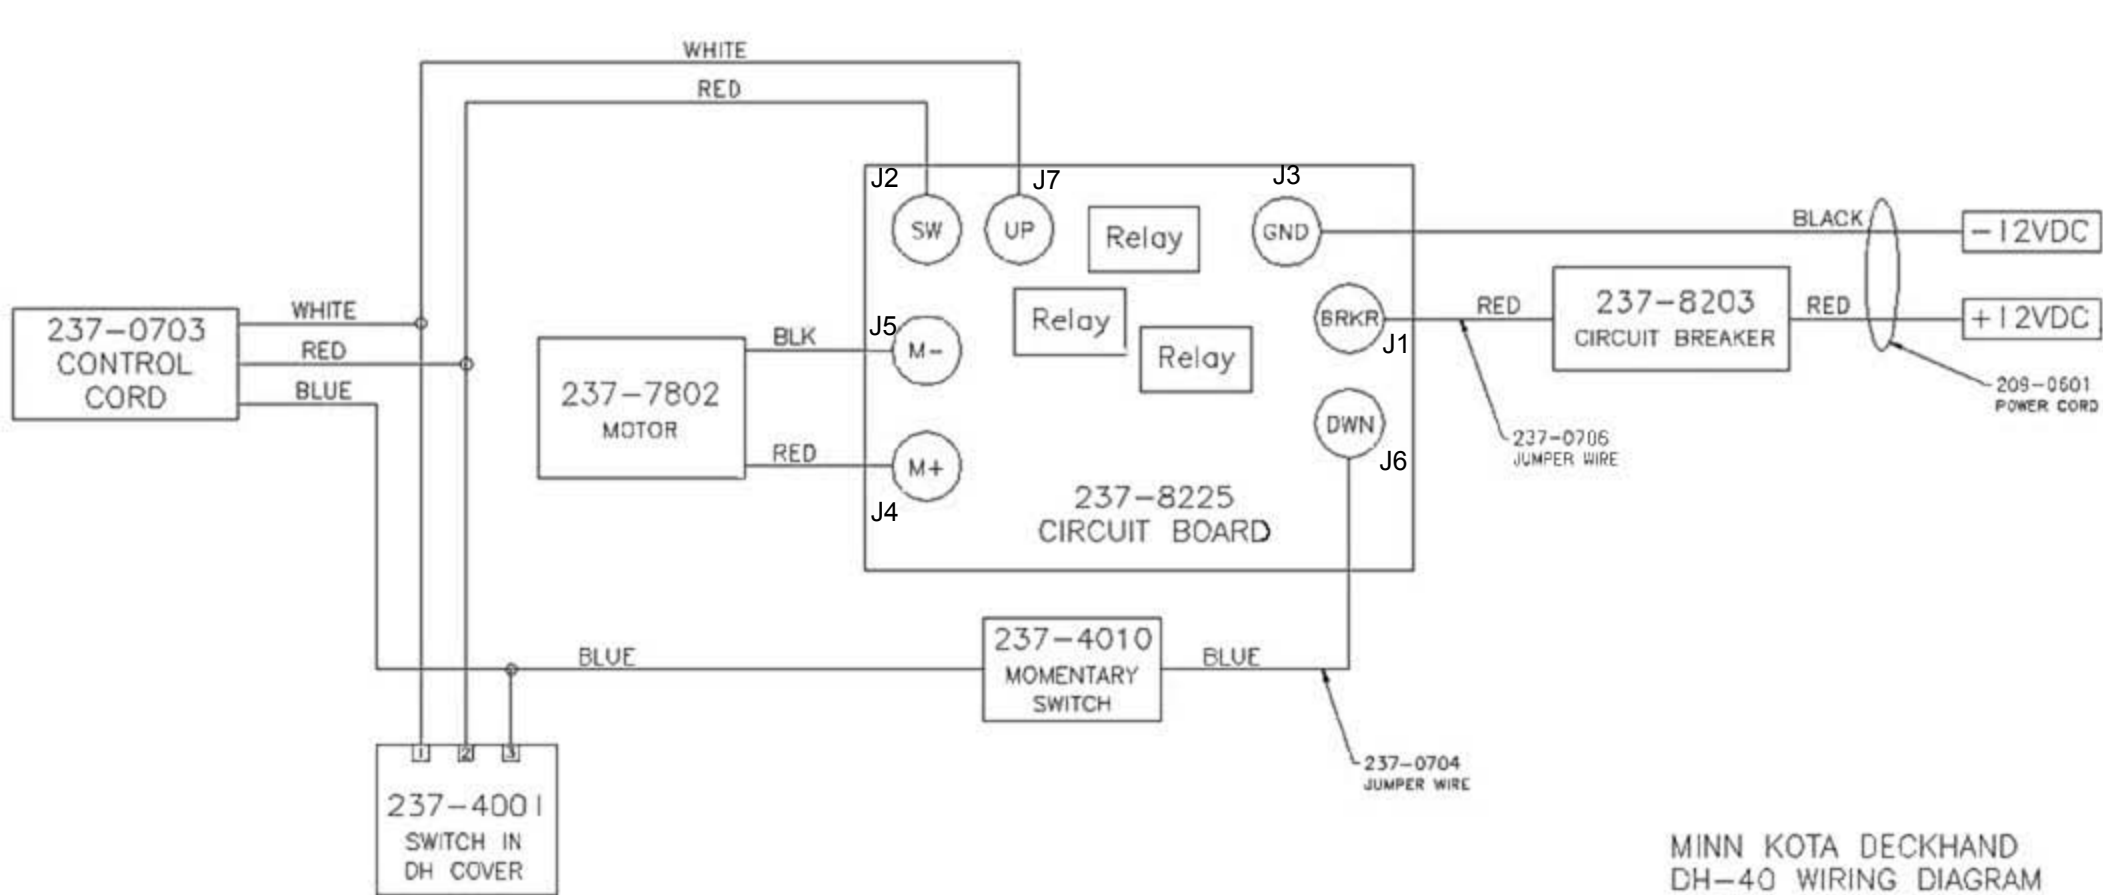 WHITE
RED
J2
J7
J3
SW
UP
Relay
GND
BLACK
-12VDC
237-0703
CONTROL
CORD
WHITE
RED
BLUE
237-7802
MOTOR
BLK
RED
J5
M-
M+
J4
Relay
Relay
BRKR
J1
RED
237-8203
CIRCUIT BREAKER
RED
+12VDC
209-0601
POWER CORD
237-0706
JUMPER WIRE
DWN
J6
237-8225
CIRCUIT BOARD
BLUE
237-4010
MOMENTARY
SWITCH
BLUE
237-0704
JUMPER WIRE
1 2 3
237-4001
SWITCH IN
DH COVER
MINN KOTA DECKHAND
DH-40 WIRING DIAGRAM